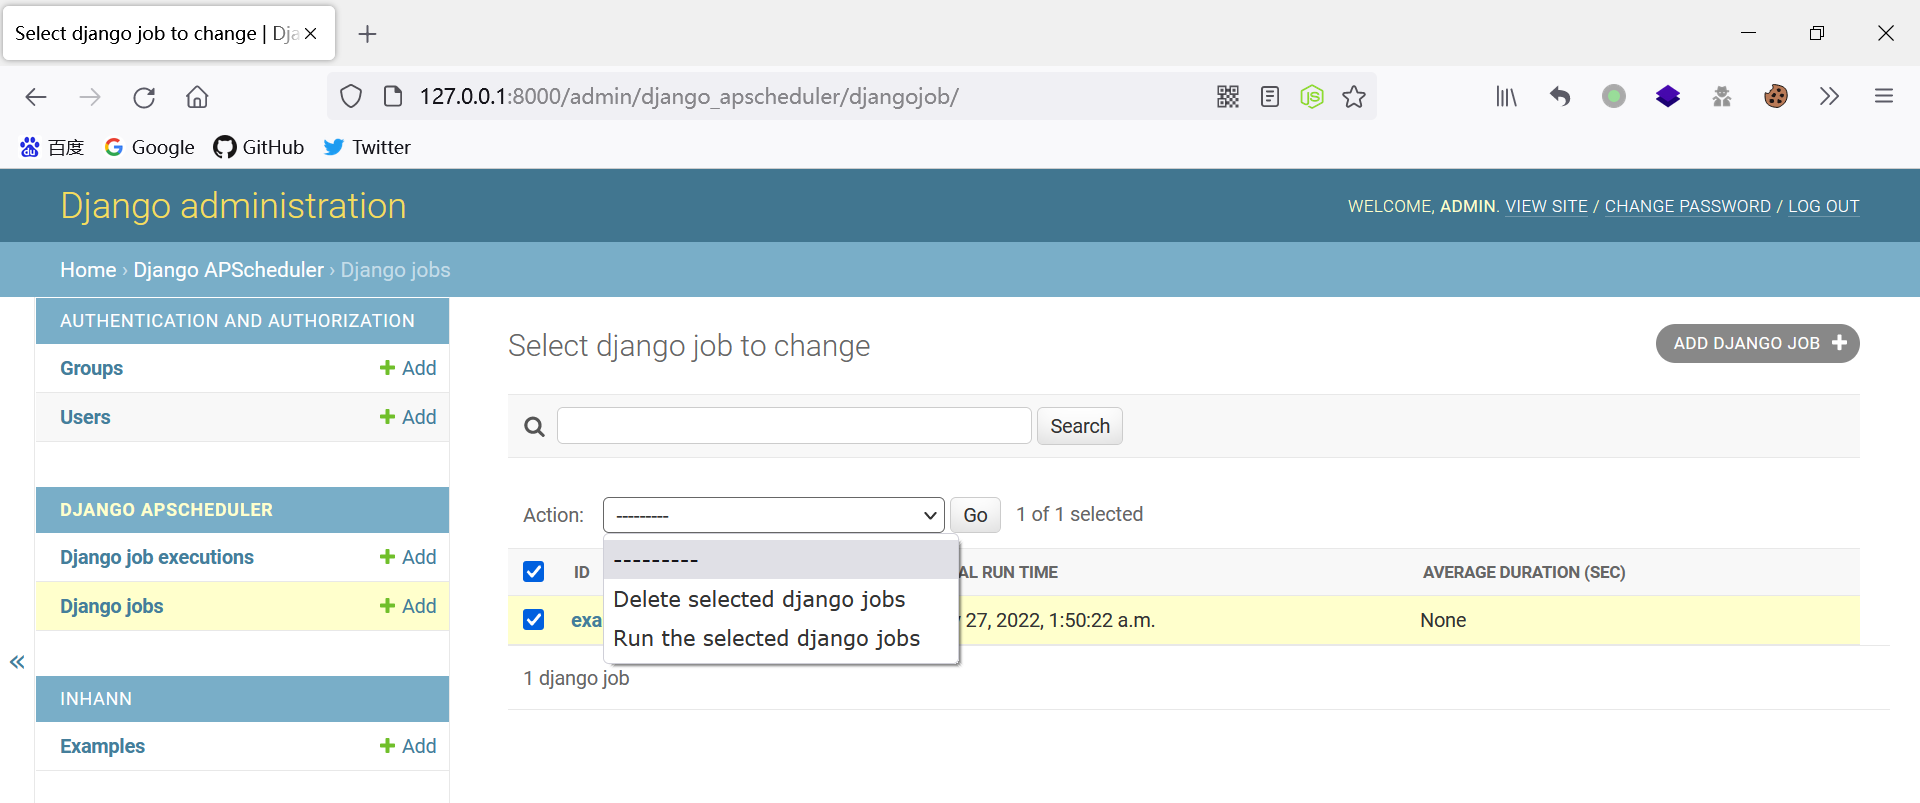 Select django job to change | Dja
127.0.0.1:8000/admin/django_apscheduler/djangojob/
百度 Google GitHub Twitter
Django administration
WELCOME, ADMIN. VIEW SITE / CHANGE PASSWORD / LOG OUT
Home › Django APScheduler › Django jobs
AUTHENTICATION AND AUTHORIZATION
Groups + Add
Users + Add
DJANGO APSCHEDULER
Django job executions + Add
Django jobs + Add
«
INHANN
Examples + Add
Select django job to change
ADD DJANGO JOB +
Search
Action: --------- Go 1 of 1 selected
---------
Delete selected django jobs
Run the selected django jobs
ID AL RUN TIME AVERAGE DURATION (SEC)
exa 27, 2022, 1:50:22 a.m. None
1 django job